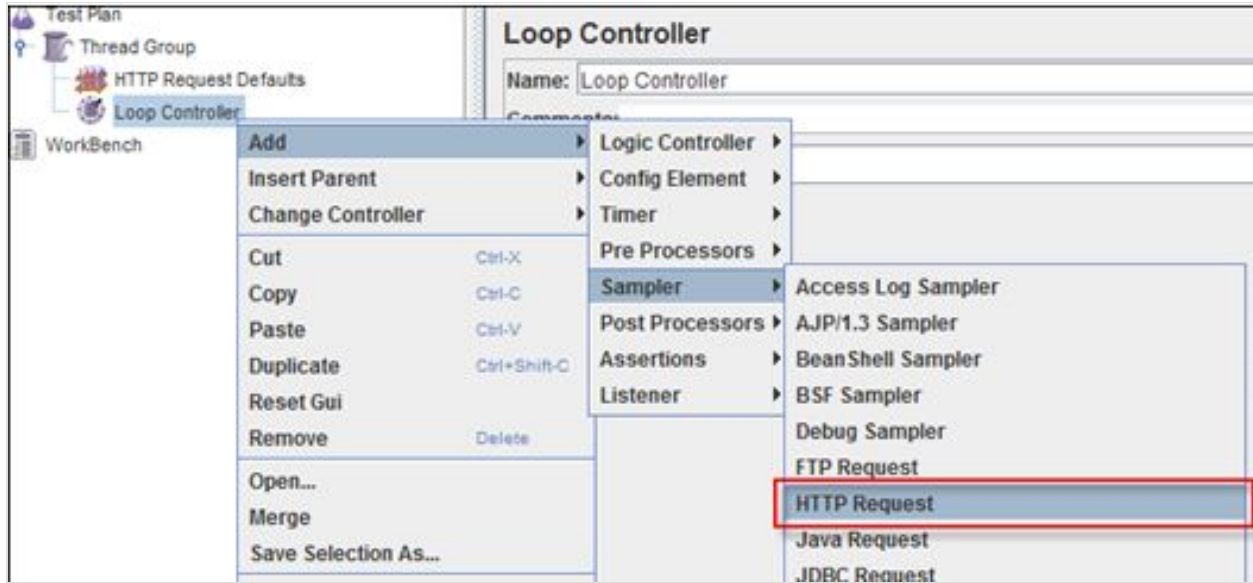 Test Plan
Thread Group
HTTP Request Defaults
Loop Controller
WorkBench
Loop Controller
Name: Loop Controller
Comments:
Add
Insert Parent
Change Controller
Cut Ctrl-X
Copy Ctrl-C
Paste Ctrl-V
Duplicate Ctrl+Shift-C
Reset Gui
Remove Delete
Open...
Merge
Save Selection As...
Logic Controller
Config Element
Timer
Pre Processors
Sampler
Post Processors
Assertions
Listener
Access Log Sampler
AJP/1.3 Sampler
BeanShell Sampler
BSF Sampler
Debug Sampler
FTP Request
HTTP Request
Java Request
JDBC Request